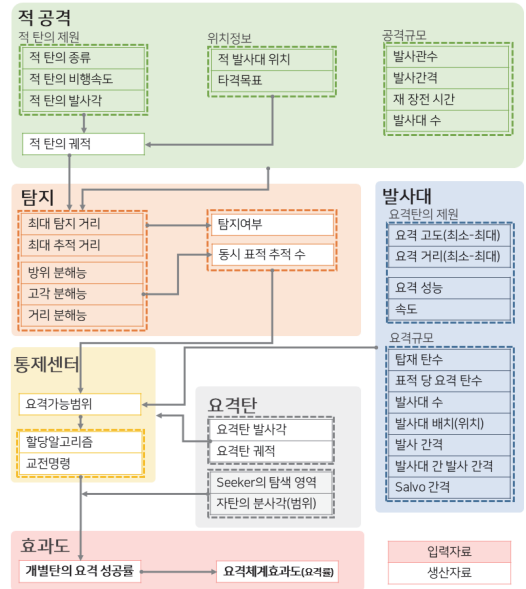 적 공격
적 탄의 제원
적 탄의 종류
적 탄의 비행속도
적 탄의 발사각
적 탄의 궤적
위치정보
적 발사대 위치
타격목표
공격규모
발사관수
발사간격
재 장전 시간
발사대 수
탐지
최대 탐지 거리
최대 추적 거리
방위 분해능
고각 분해능
거리 분해능
탐지여부
동시 표적 추적 수
발사대
요격탄의 제원
요격 고도(최소-최대)
요격 거리(최소-최대)
요격 성능
속도
요격규모
탑재 탄수
표적 당 요격 탄수
발사대 수
발사대 배치(위치)
발사 간격
발사대 간 발사 간격
Salvo 간격
통제센터
요격가능범위
할당알고리즘
교전명령
요격탄
요격탄 발사각
요격탄 궤적
Seeker의 탐색 영역
자탄의 분사각(범위)
효과도
개별탄의 요격 성공률
요격체계효과도(요격률)
입력자료
생산자료